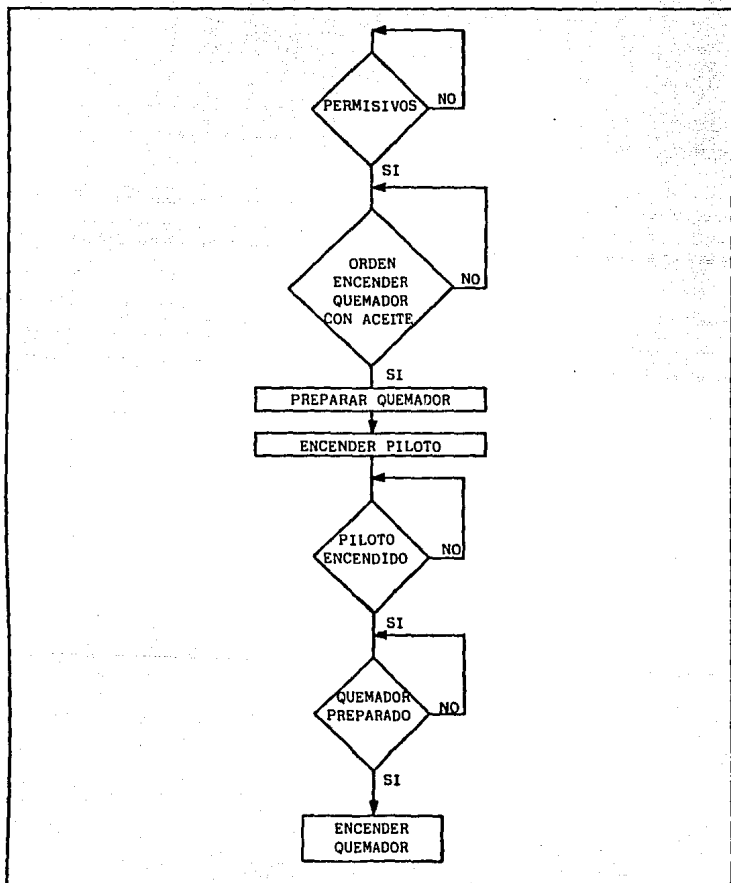 PERMISIVOS
NO
SI
ORDEN
ENCENDER
QUEMADOR
CON ACEITE
NO
SI
PREPARAR QUEMADOR
ENCENDER PILOTO
PILOTO
ENCENDIDO
NO
SI
QUEMADOR
PREPARADO
NO
SI
ENCENDER
QUEMADOR